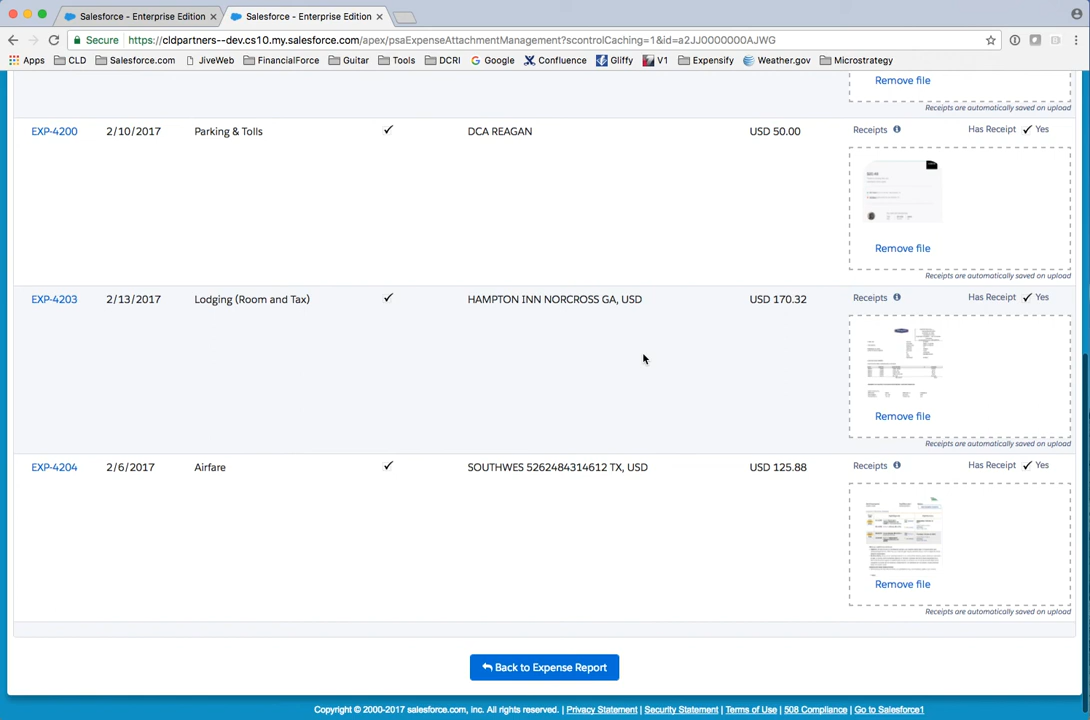 Salesforce - Enterprise Edition ×
Salesforce - Enterprise Edition ×
Secure https://cldpartners--dev.cs10.my.salesforce.com/apex/psaExpenseAttachmentManagement?scontrolCaching=1&id=a2JJ0000000AJWG
Apps CLD Salesforce.com JiveWeb FinancialForce Guitar Tools DCRI Google Confluence Gliffy V1 Expensify Weather.gov Microstrategy
Remove file
Receipts are automatically saved on upload
EXP-4200 2/10/2017 Parking & Tolls ✓ DCA REAGAN USD 50.00 Receipts Has Receipt ✓ Yes
Remove file
Receipts are automatically saved on upload
EXP-4203 2/13/2017 Lodging (Room and Tax) ✓ HAMPTON INN NORCROSS GA, USD USD 170.32 Receipts Has Receipt ✓ Yes
Remove file
Receipts are automatically saved on upload
EXP-4204 2/6/2017 Airfare ✓ SOUTHWES 5262484314612 TX, USD USD 125.88 Receipts Has Receipt ✓ Yes
Remove file
Receipts are automatically saved on upload
Back to Expense Report
Copyright © 2000-2017 salesforce.com, inc. All rights reserved. | Privacy Statement | Security Statement | Terms of Use | 508 Compliance | Go to Salesforce1